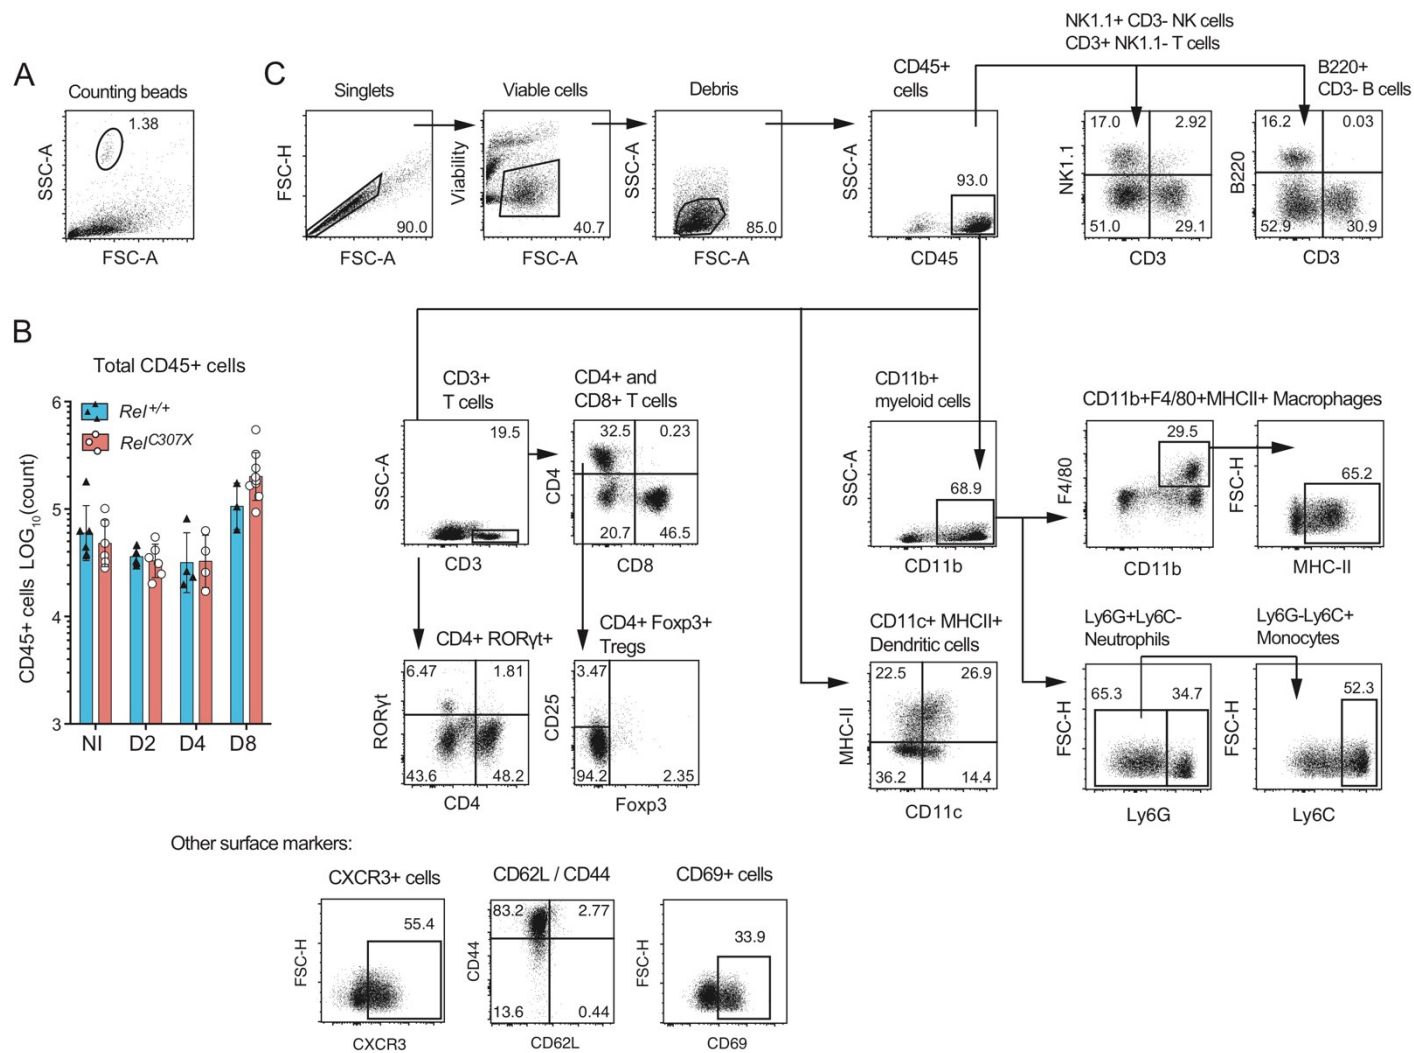 NK1.1+ CD3- NK cells
CD3+ NK1.1- T cells
A
Counting beads
1.38
SSC-A
FSC-A
C
Singlets
FSC-H
90.0
FSC-A
Viable cells
Viability
40.7
FSC-A
Debris
SSC-A
85.0
FSC-A
CD45+
cells
SSC-A
93.0
CD45
17.0
2.92
NK1.1
51.0
29.1
CD3
B220+
CD3- B cells
16.2
0.03
B220
52.9
30.9
CD3
B
Total CD45+ cells
Rel+/+
RelC307X
CD45+ cells LOG10(count)
6
5
4
3
NI
D2
D4
D8
CD3+
T cells
19.5
SSC-A
CD3
CD4+ and
CD8+ T cells
32.5
0.23
CD4
20.7
46.5
CD8
CD11b+
myeloid cells
SSC-A
68.9
CD11b
CD11b+F4/80+MHCII+ Macrophages
29.5
F4/80
CD11b
FSC-H
65.2
MHC-II
CD4+ RORγt+
6.47
1.81
RORγt
43.6
48.2
CD4
CD4+ Foxp3+
Tregs
3.47
CD25
94.2
2.35
Foxp3
CD11c+ MHCII+
Dendritic cells
22.5
26.9
MHC-II
36.2
14.4
CD11c
Ly6G+Ly6C-
Neutrophils
65.3
34.7
FSC-H
Ly6G
Ly6G-Ly6C+
Monocytes
52.3
FSC-H
Ly6C
Other surface markers:
CXCR3+ cells
55.4
FSC-H
CXCR3
CD62L / CD44
83.2
2.77
CD44
13.6
0.44
CD62L
CD69+ cells
33.9
FSC-H
CD69